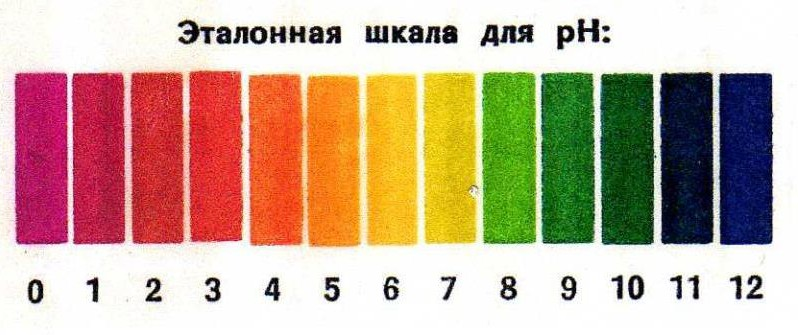 Эталонная шкала для pH:
0 1 2 3 4 5 6 7 8 9 10 11 12